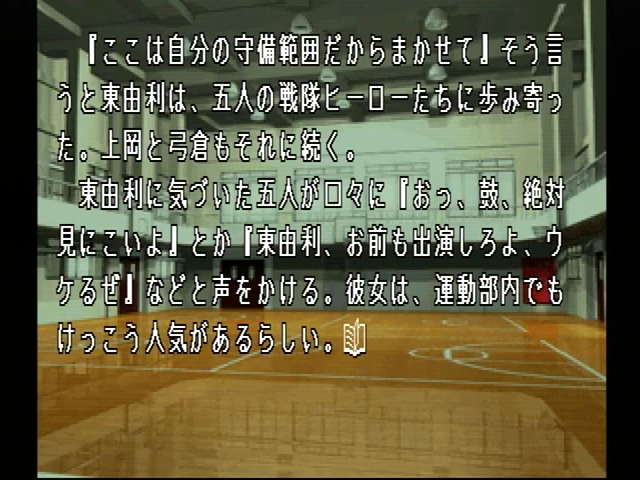 『ここは自分の守備範囲だからまかせて』そう言
うと東由利は、五人の戦隊ヒーローたちに歩み寄っ
た。上岡と弓倉もそれに続く。
　東由利に気づいた五人が口々に『おっ、鼓、絶対
見にこいよ』とか『東由利、お前も出演しろよ、ウ
ケるぜ』などと声をかける。彼女は、運動部内でも
けっこう人気があるらしい。